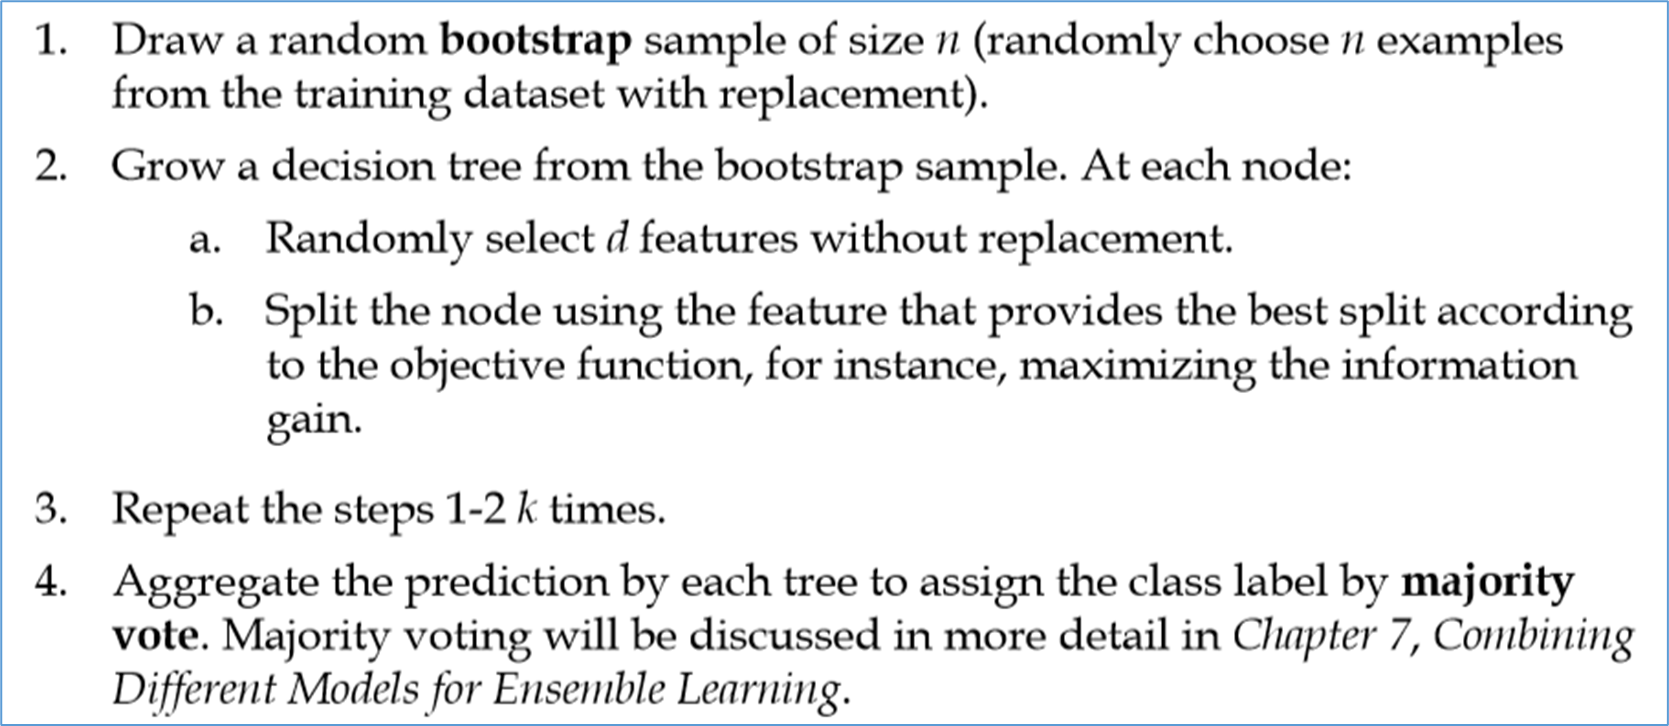 1. Draw a random bootstrap sample of size n (randomly choose n examples
from the training dataset with replacement).
2. Grow a decision tree from the bootstrap sample. At each node:
a. Randomly select d features without replacement.
b. Split the node using the feature that provides the best split according
to the objective function, for instance, maximizing the information
gain.
3. Repeat the steps 1-2 k times.
4. Aggregate the prediction by each tree to assign the class label by majority
vote. Majority voting will be discussed in more detail in Chapter 7, Combining
Different Models for Ensemble Learning.